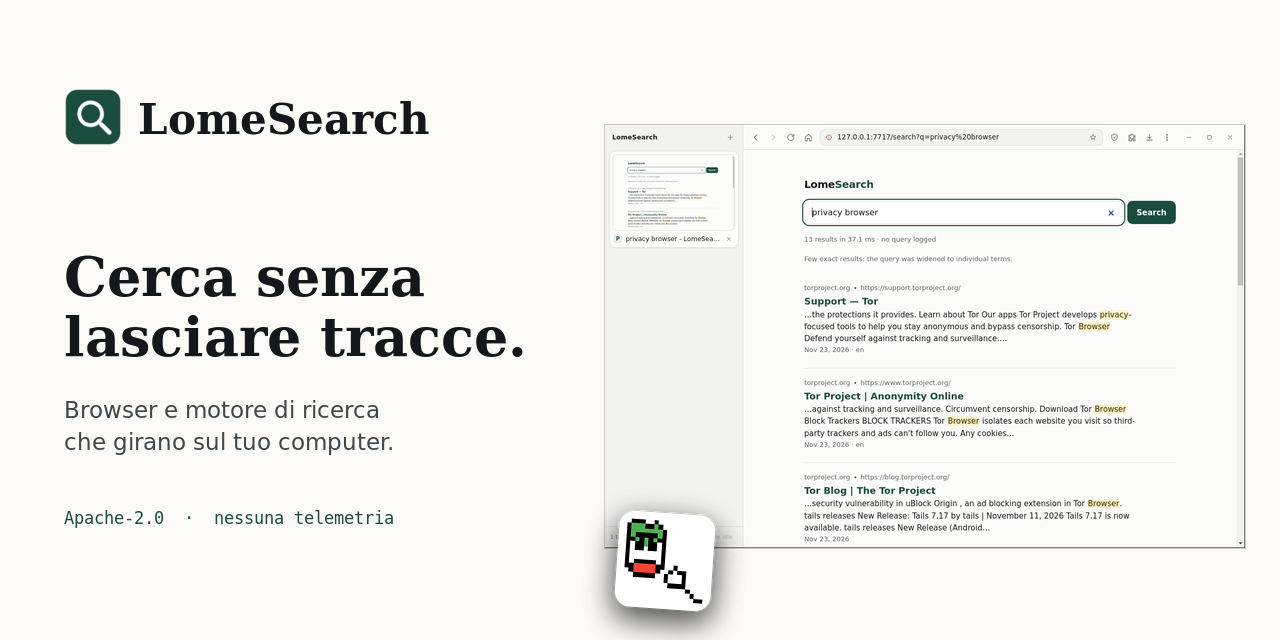 LomeSearch
Cerca senza
lasciare tracce.
Browser e motore di ricerca
che girano sul tuo computer.
Apache-2.0 · nessuna telemetria
LomeSearch
privacy browser - LomeSea...
127.0.0.1:7717/search?q=privacy%20browser
LomeSearch
privacy browser
Search
13 results in 37.1 ms · no query logged
Few exact results: the query was widened to individual terms.
torproject.org • https://support.torproject.org/
Support — Tor
...the protections it provides. Learn about Tor Our apps Tor Project develops privacy-
focused tools to help you stay anonymous and bypass censorship. Tor Browser
Defend yourself against tracking and surveillance....
Nov 23, 2026 · en
torproject.org • https://www.torproject.org/
Tor Project | Anonymity Online
...against tracking and surveillance. Circumvent censorship. Download Tor Browser
Block Trackers BLOCK TRACKERS Tor Browser isolates each website you visit so third-
party trackers and ads can't follow you. Any cookies...
Nov 23, 2026 · en
torproject.org • https://blog.torproject.org/
Tor Blog | The Tor Project
...security vulnerability in uBlock Origin , an ad blocking extension in Tor Browser.
tails releases New Release: Tails 7.17 by tails | November 11, 2026 Tails 7.17 is now
available. tails releases New Release (Android...
Nov 23, 2026